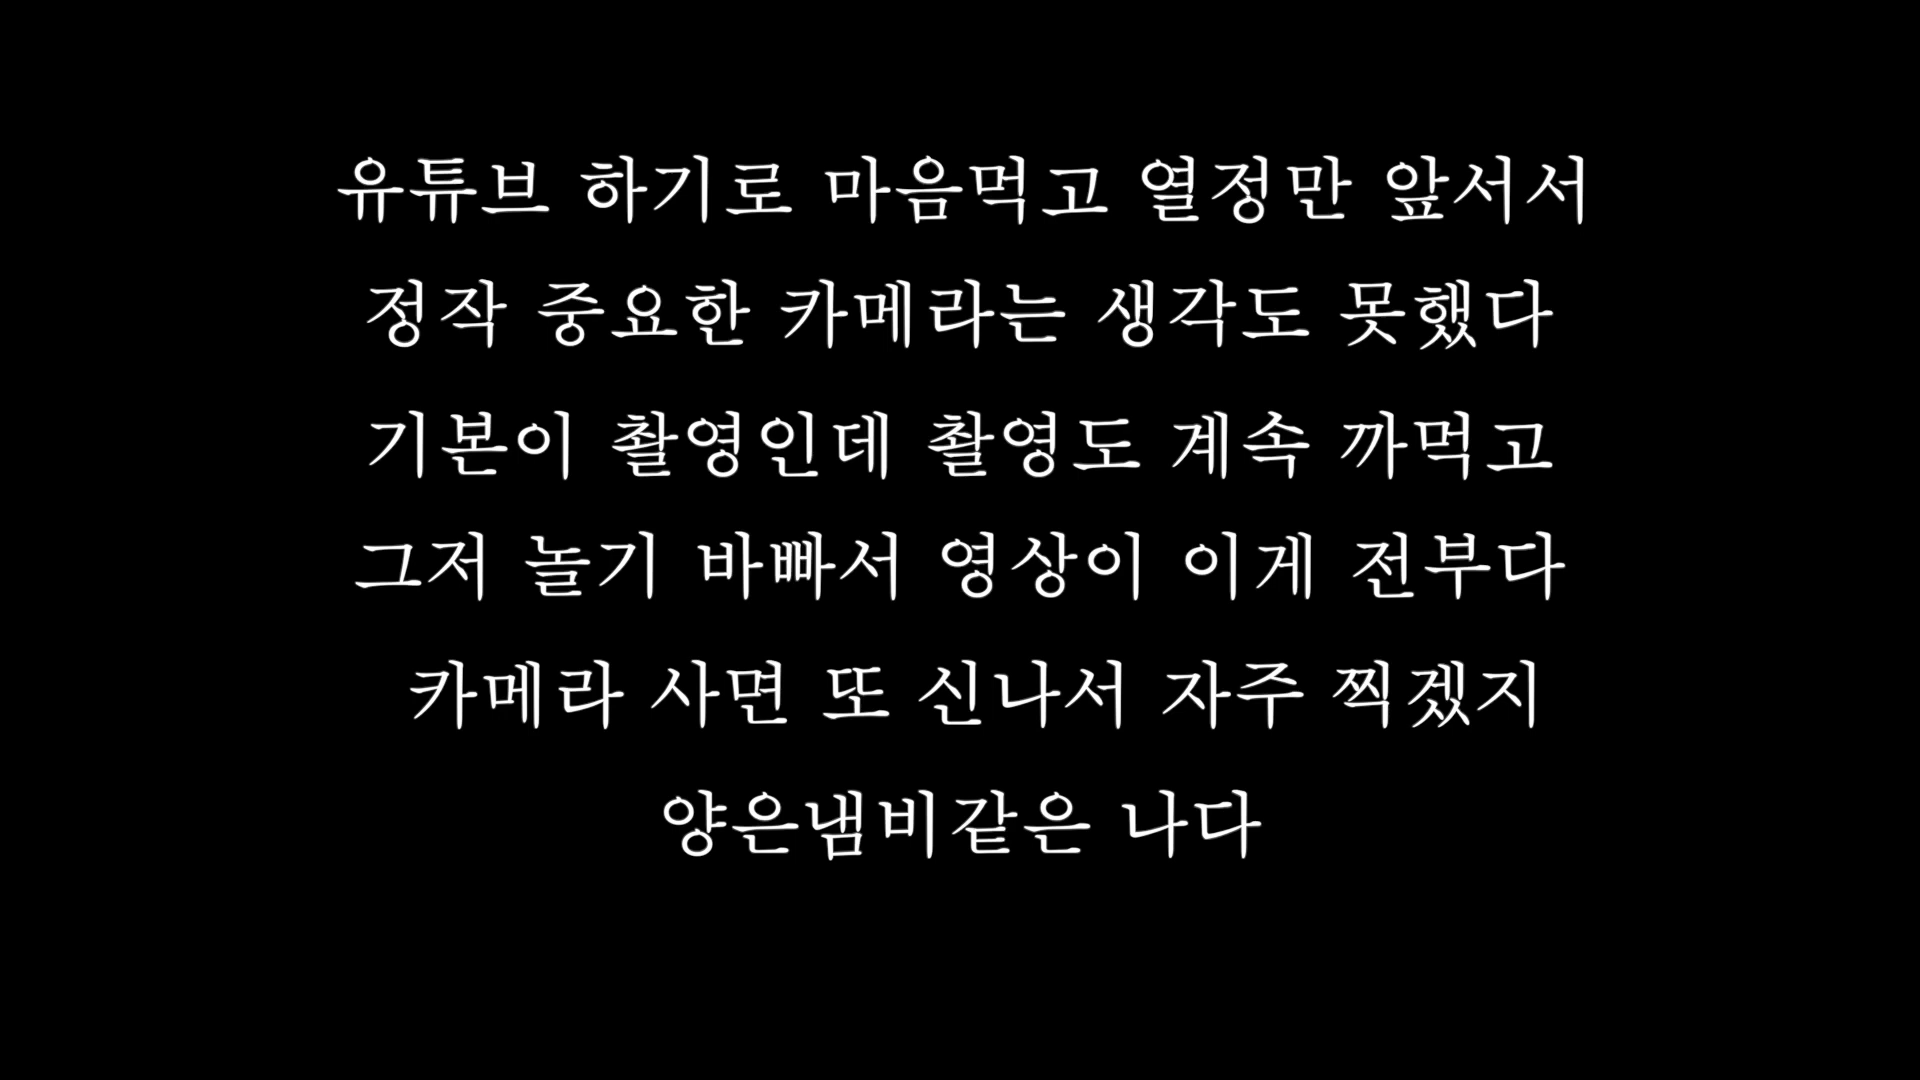 유튜브 하기로 마음먹고 열정만 앞서서
정작 중요한 카메라는 생각도 못했다
기본이 촬영인데 촬영도 계속 까먹고
그저 놀기 바빠서 영상이 이게 전부다
카메라 사면 또 신나서 자주 찍겠지
양은냄비같은 나다